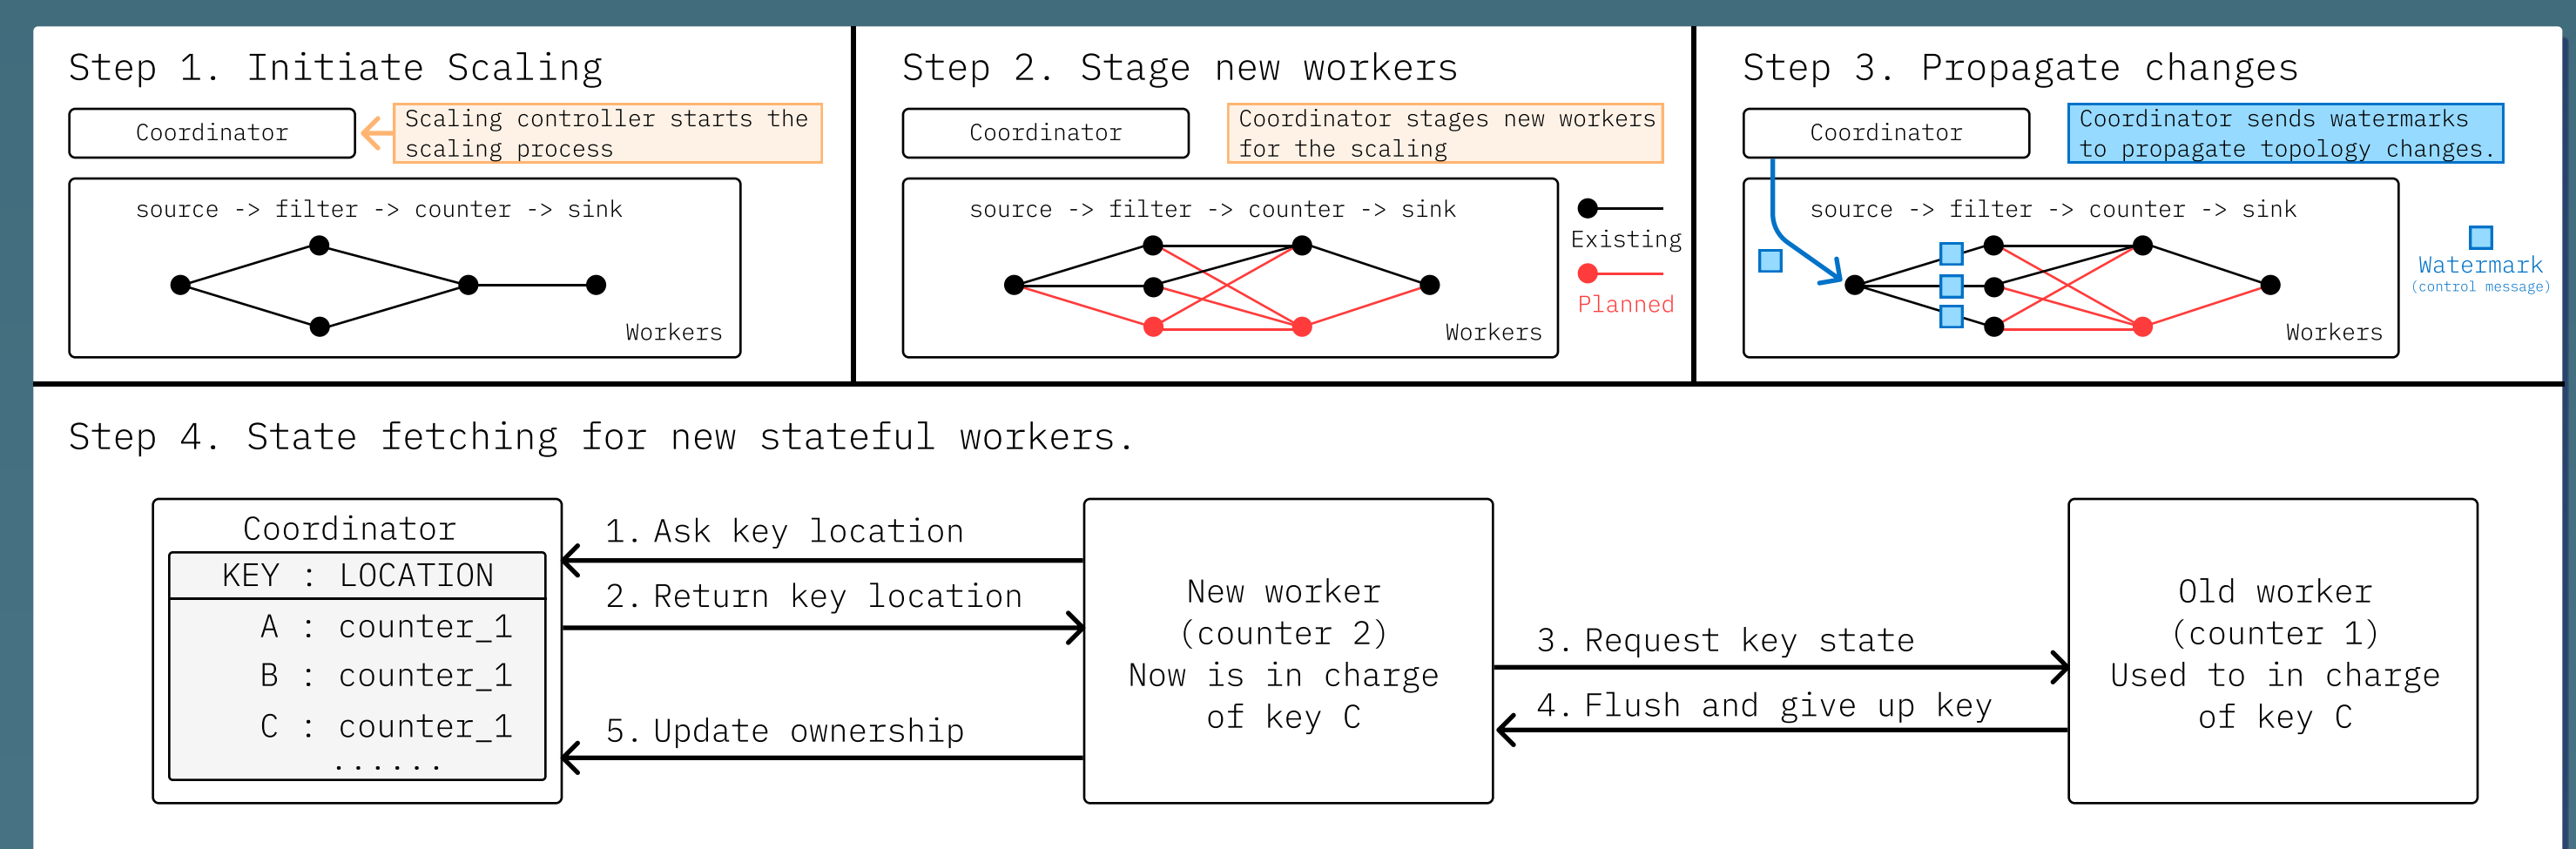 Step 1. Initiate Scaling
Coordinator
Scaling controller starts the
scaling process
source -> filter -> counter -> sink
Workers
Step 2. Stage new workers
Coordinator
Coordinator stages new workers
for the scaling
source -> filter -> counter -> sink
Workers
Existing
Planned
Step 3. Propagate changes
Coordinator
Coordinator sends watermarks
to propagate topology changes.
source -> filter -> counter -> sink
Workers
Watermark
(control message)
Step 4. State fetching for new stateful workers.
Coordinator
KEY : LOCATION
A : counter_1
B : counter_1
C : counter_1
......
1. Ask key location
2. Return key location
5. Update ownership
New worker
(counter 2)
Now is in charge
of key C
3. Request key state
4. Flush and give up key
Old worker
(counter 1)
Used to in charge
of key C